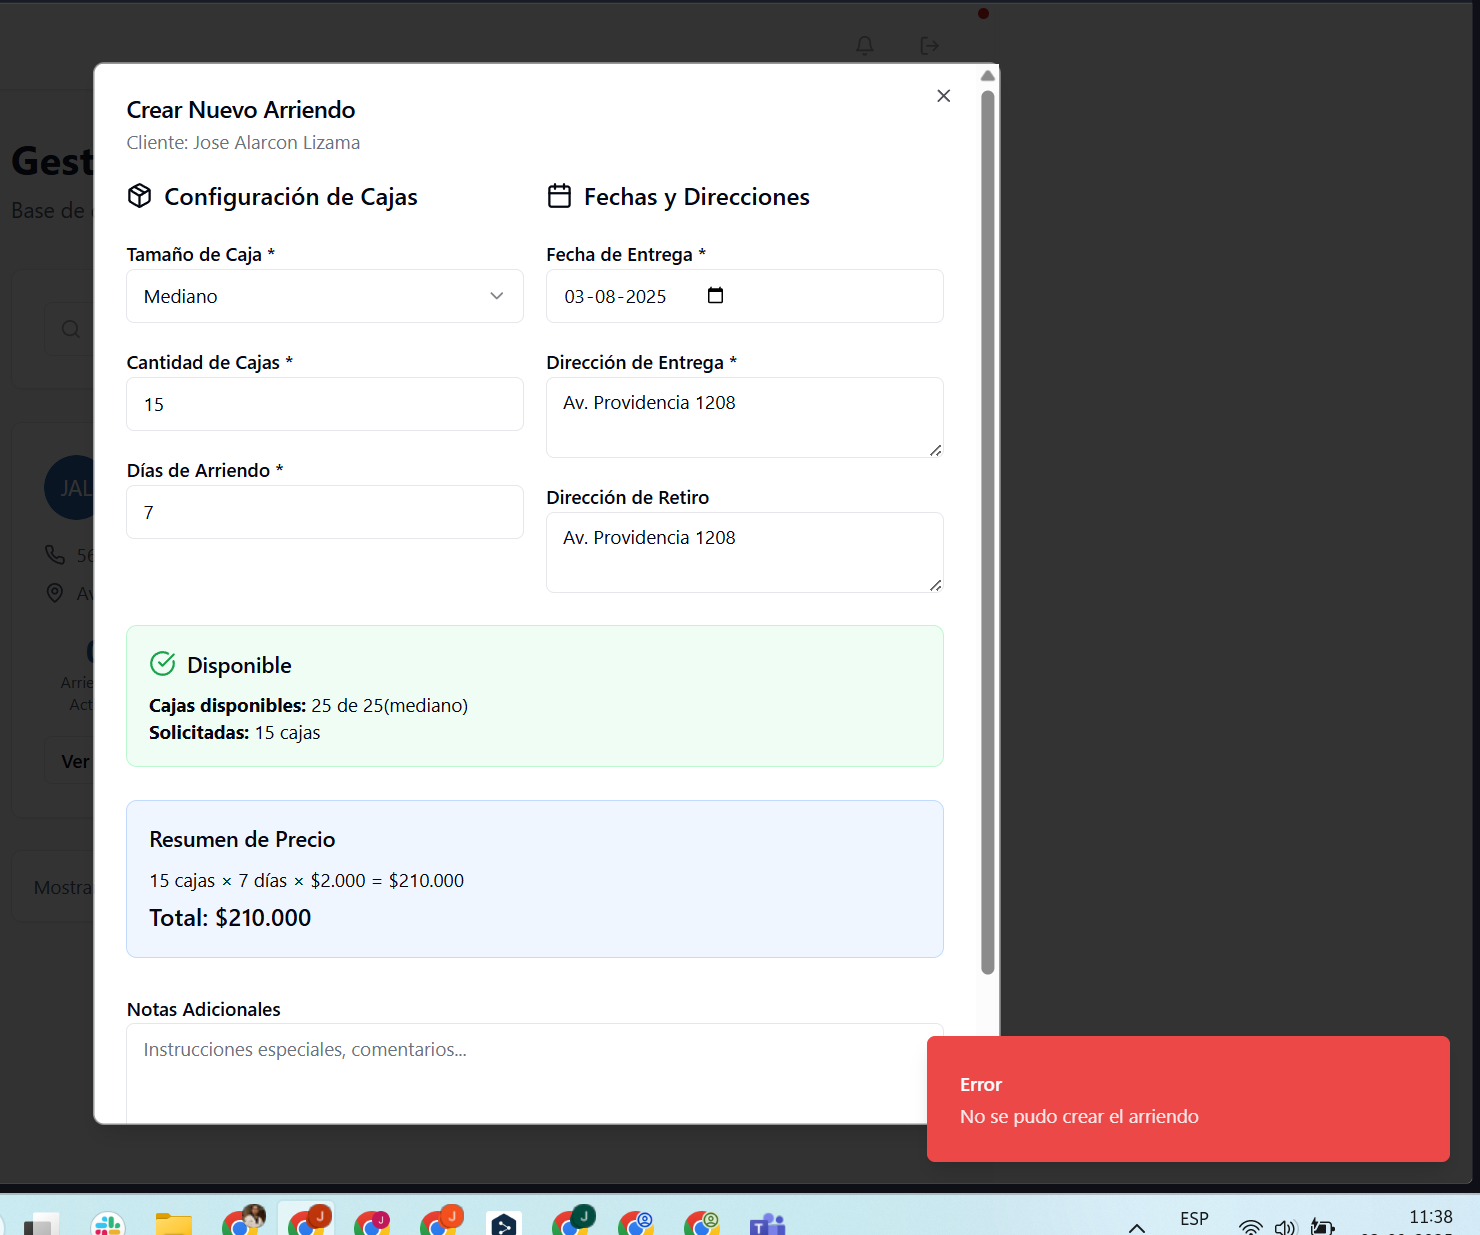 Crear Nuevo Arriendo
Cliente: Jose Alarcon Lizama
Gest
Base de
Configuración de Cajas
Tamaño de Caja *
Mediano
Cantidad de Cajas *
15
Días de Arriendo *
7
Fechas y Direcciones
Fecha de Entrega *
03-08-2025
Dirección de Entrega *
Av. Providencia 1208
Dirección de Retiro
Av. Providencia 1208
JAL
56
Av
Arrie
Act
Ver
Mostra
Disponible
Cajas disponibles: 25 de 25(mediano)
Solicitadas: 15 cajas
Resumen de Precio
15 cajas × 7 días × $2.000 = $210.000
Total: $210.000
Notas Adicionales
Instrucciones especiales, comentarios...
Error
No se pudo crear el arriendo
J
J
J
J
T
ESP
11:38